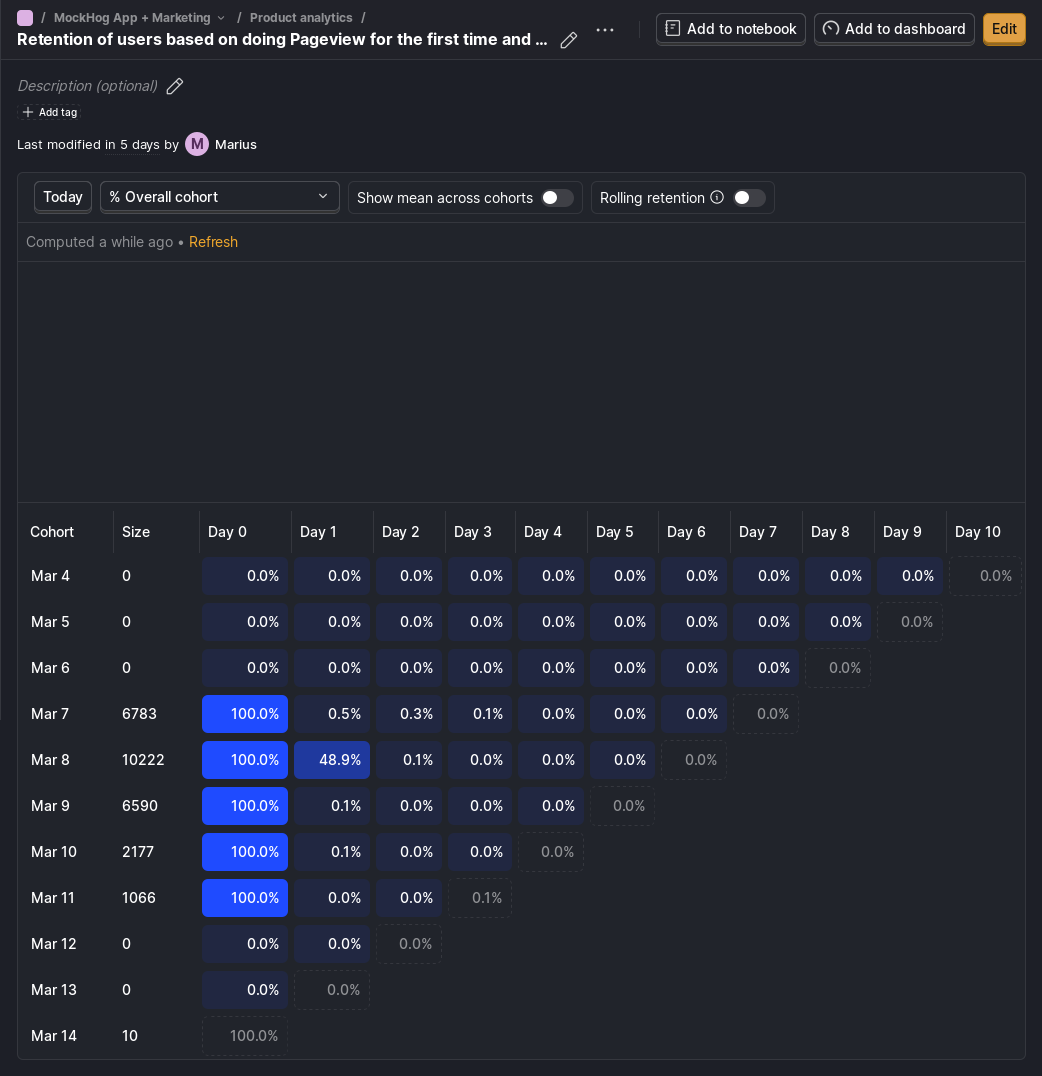 / MockHog App + Marketing / Product analytics /
Retention of users based on doing Pageview for the first time and ...
Add to notebook
Add to dashboard
Edit
Description (optional)
Add tag
Last modified in 5 days by M Marius
Today
% Overall cohort
Show mean across cohorts
Rolling retention
Computed a while ago • Refresh
Cohort Size Day 0 Day 1 Day 2 Day 3 Day 4 Day 5 Day 6 Day 7 Day 8 Day 9 Day 10
Mar 4 0 0.0% 0.0% 0.0% 0.0% 0.0% 0.0% 0.0% 0.0% 0.0% 0.0% 0.0%
Mar 5 0 0.0% 0.0% 0.0% 0.0% 0.0% 0.0% 0.0% 0.0% 0.0% 0.0%
Mar 6 0 0.0% 0.0% 0.0% 0.0% 0.0% 0.0% 0.0% 0.0% 0.0%
Mar 7 6783 100.0% 0.5% 0.3% 0.1% 0.0% 0.0% 0.0% 0.0%
Mar 8 10222 100.0% 48.9% 0.1% 0.0% 0.0% 0.0% 0.0%
Mar 9 6590 100.0% 0.1% 0.0% 0.0% 0.0% 0.0%
Mar 10 2177 100.0% 0.1% 0.0% 0.0% 0.0%
Mar 11 1066 100.0% 0.0% 0.0% 0.1%
Mar 12 0 0.0% 0.0% 0.0%
Mar 13 0 0.0% 0.0%
Mar 14 10 100.0%